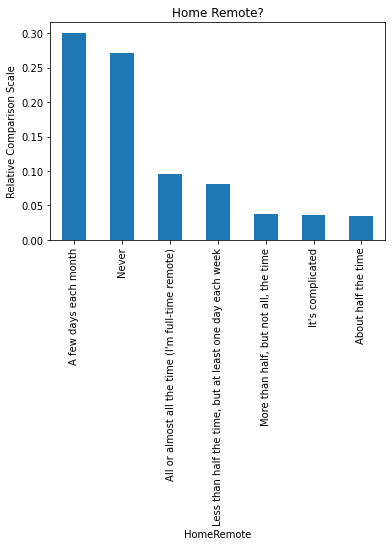 Home Remote?
Relative Comparison Scale
0.30
0.25
0.20
0.15
0.10
0.05
0.00
A few days each month
Never
All or almost all the time (I'm full-time remote)
Less than half the time, but at least one day each week
More than half, but not all, the time
It's complicated
About half the time
HomeRemote